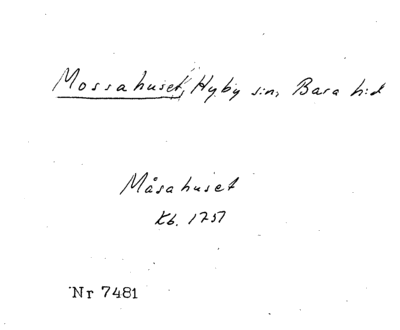 Mossahuset, Hyby s:n, Bara h:d
Måsahuset
Kb. 1757
Nr 7481